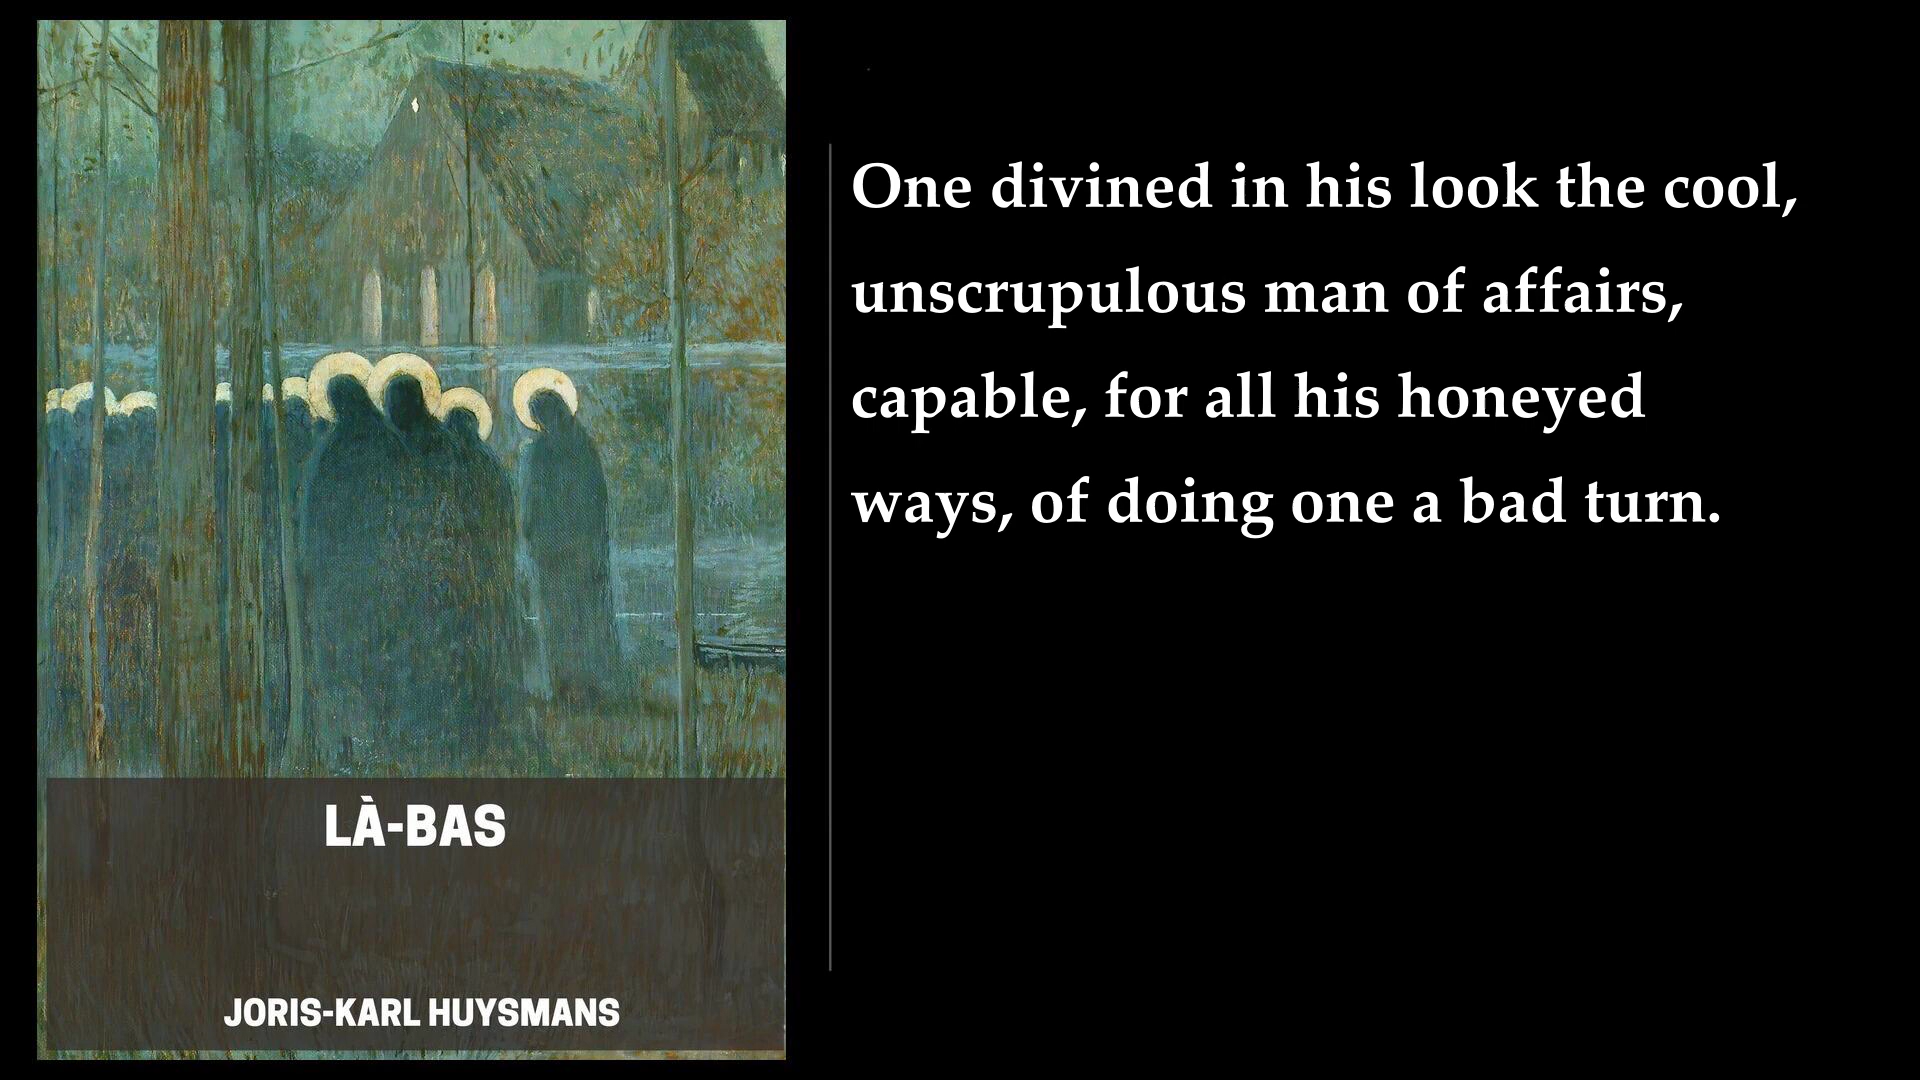 One divined in his look the cool,
unscrupulous man of affairs,
capable, for all his honeyed
ways, of doing one a bad turn.
LÀ-BAS
JORIS-KARL HUYSMANS